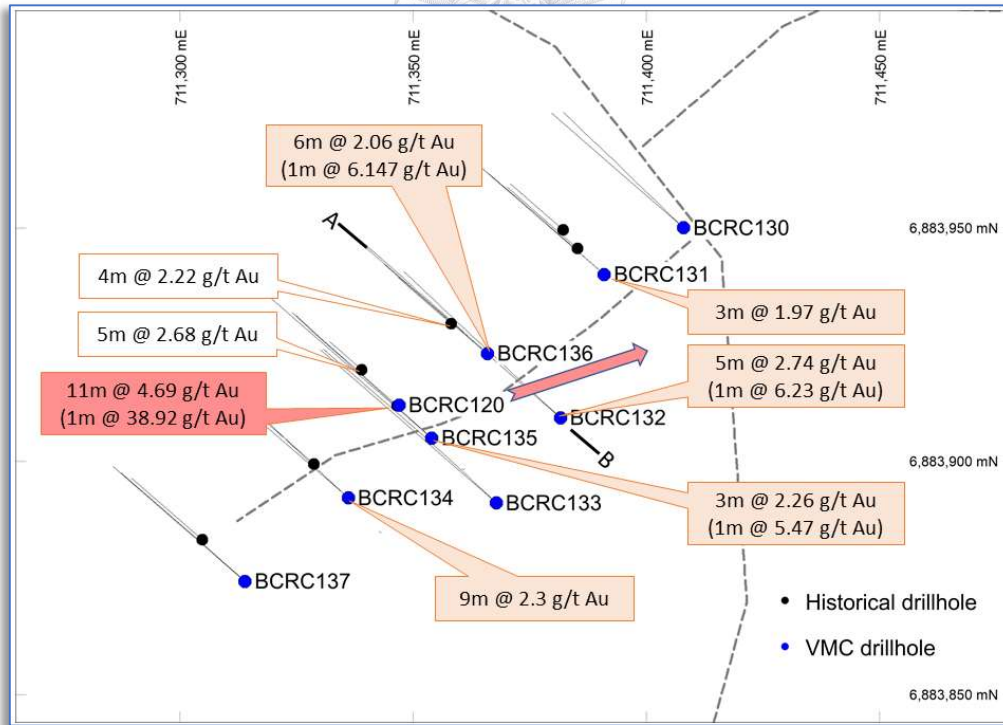 711,300 mE
711,350 mE
711,400 mE
711,450 mE
6m @ 2.06 g/t Au
(1m @ 6.147 g/t Au)
A
BCRC130
6,883,950 mN
BCRC131
4m @ 2.22 g/t Au
3m @ 1.97 g/t Au
5m @ 2.68 g/t Au
BCRC136
5m @ 2.74 g/t Au
(1m @ 6.23 g/t Au)
11m @ 4.69 g/t Au
(1m @ 38.92 g/t Au)
BCRC120
BCRC132
BCRC135
B
6,883,900 mN
BCRC134
BCRC133
3m @ 2.26 g/t Au
(1m @ 5.47 g/t Au)
BCRC137
9m @ 2.3 g/t Au
Historical drillhole
VMC drillhole
6,883,850 mN